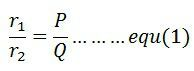 r₁/r₂ = P/Q … … … equ(1)